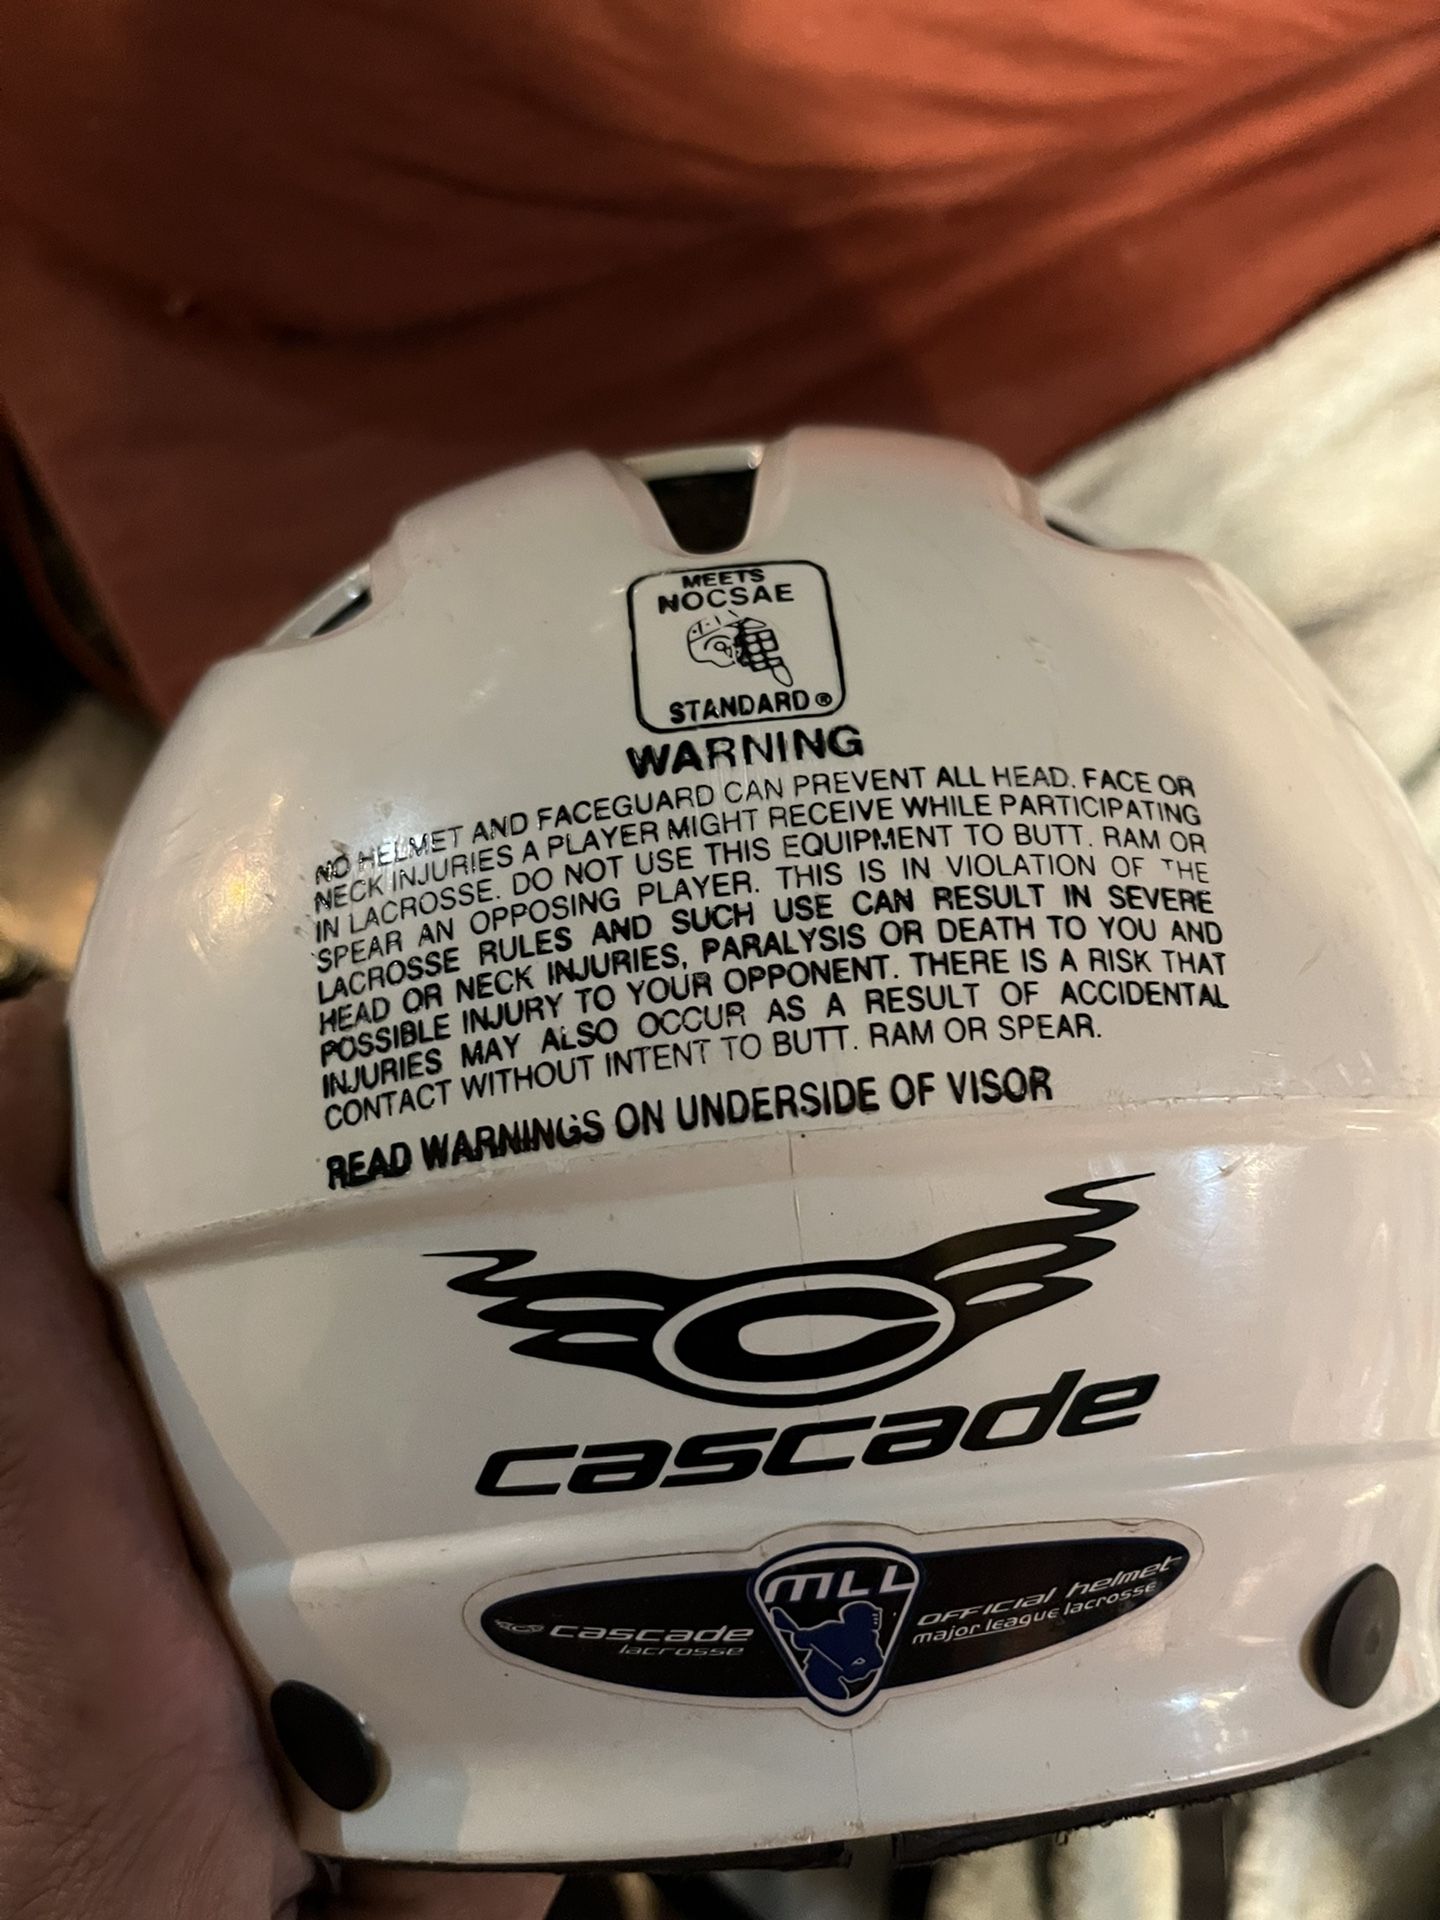 MEETS
NOCSAE
STANDARD®
WARNING
NO HELMET AND FACEGUARD CAN PREVENT ALL HEAD. FACE OR
NECK INJURIES A PLAYER MIGHT RECEIVE WHILE PARTICIPATING
IN LACROSSE. DO NOT USE THIS EQUIPMENT TO BUTT. RAM OR
SPEAR AN OPPOSING PLAYER. THIS IS IN VIOLATION OF THE
LACROSSE RULES AND SUCH USE CAN RESULT IN SEVERE
HEAD OR NECK INJURIES, PARALYSIS OR DEATH TO YOU AND
POSSIBLE INJURY TO YOUR OPPONENT. THERE IS A RISK THAT
INJURIES MAY ALSO OCCUR AS A RESULT OF ACCIDENTAL
CONTACT WITHOUT INTENT TO BUTT. RAM OR SPEAR.
READ WARNINGS ON UNDERSIDE OF VISOR
cascade
cascade
lacrosse
MLL
OFFICIAL helmet
major league lacrosse